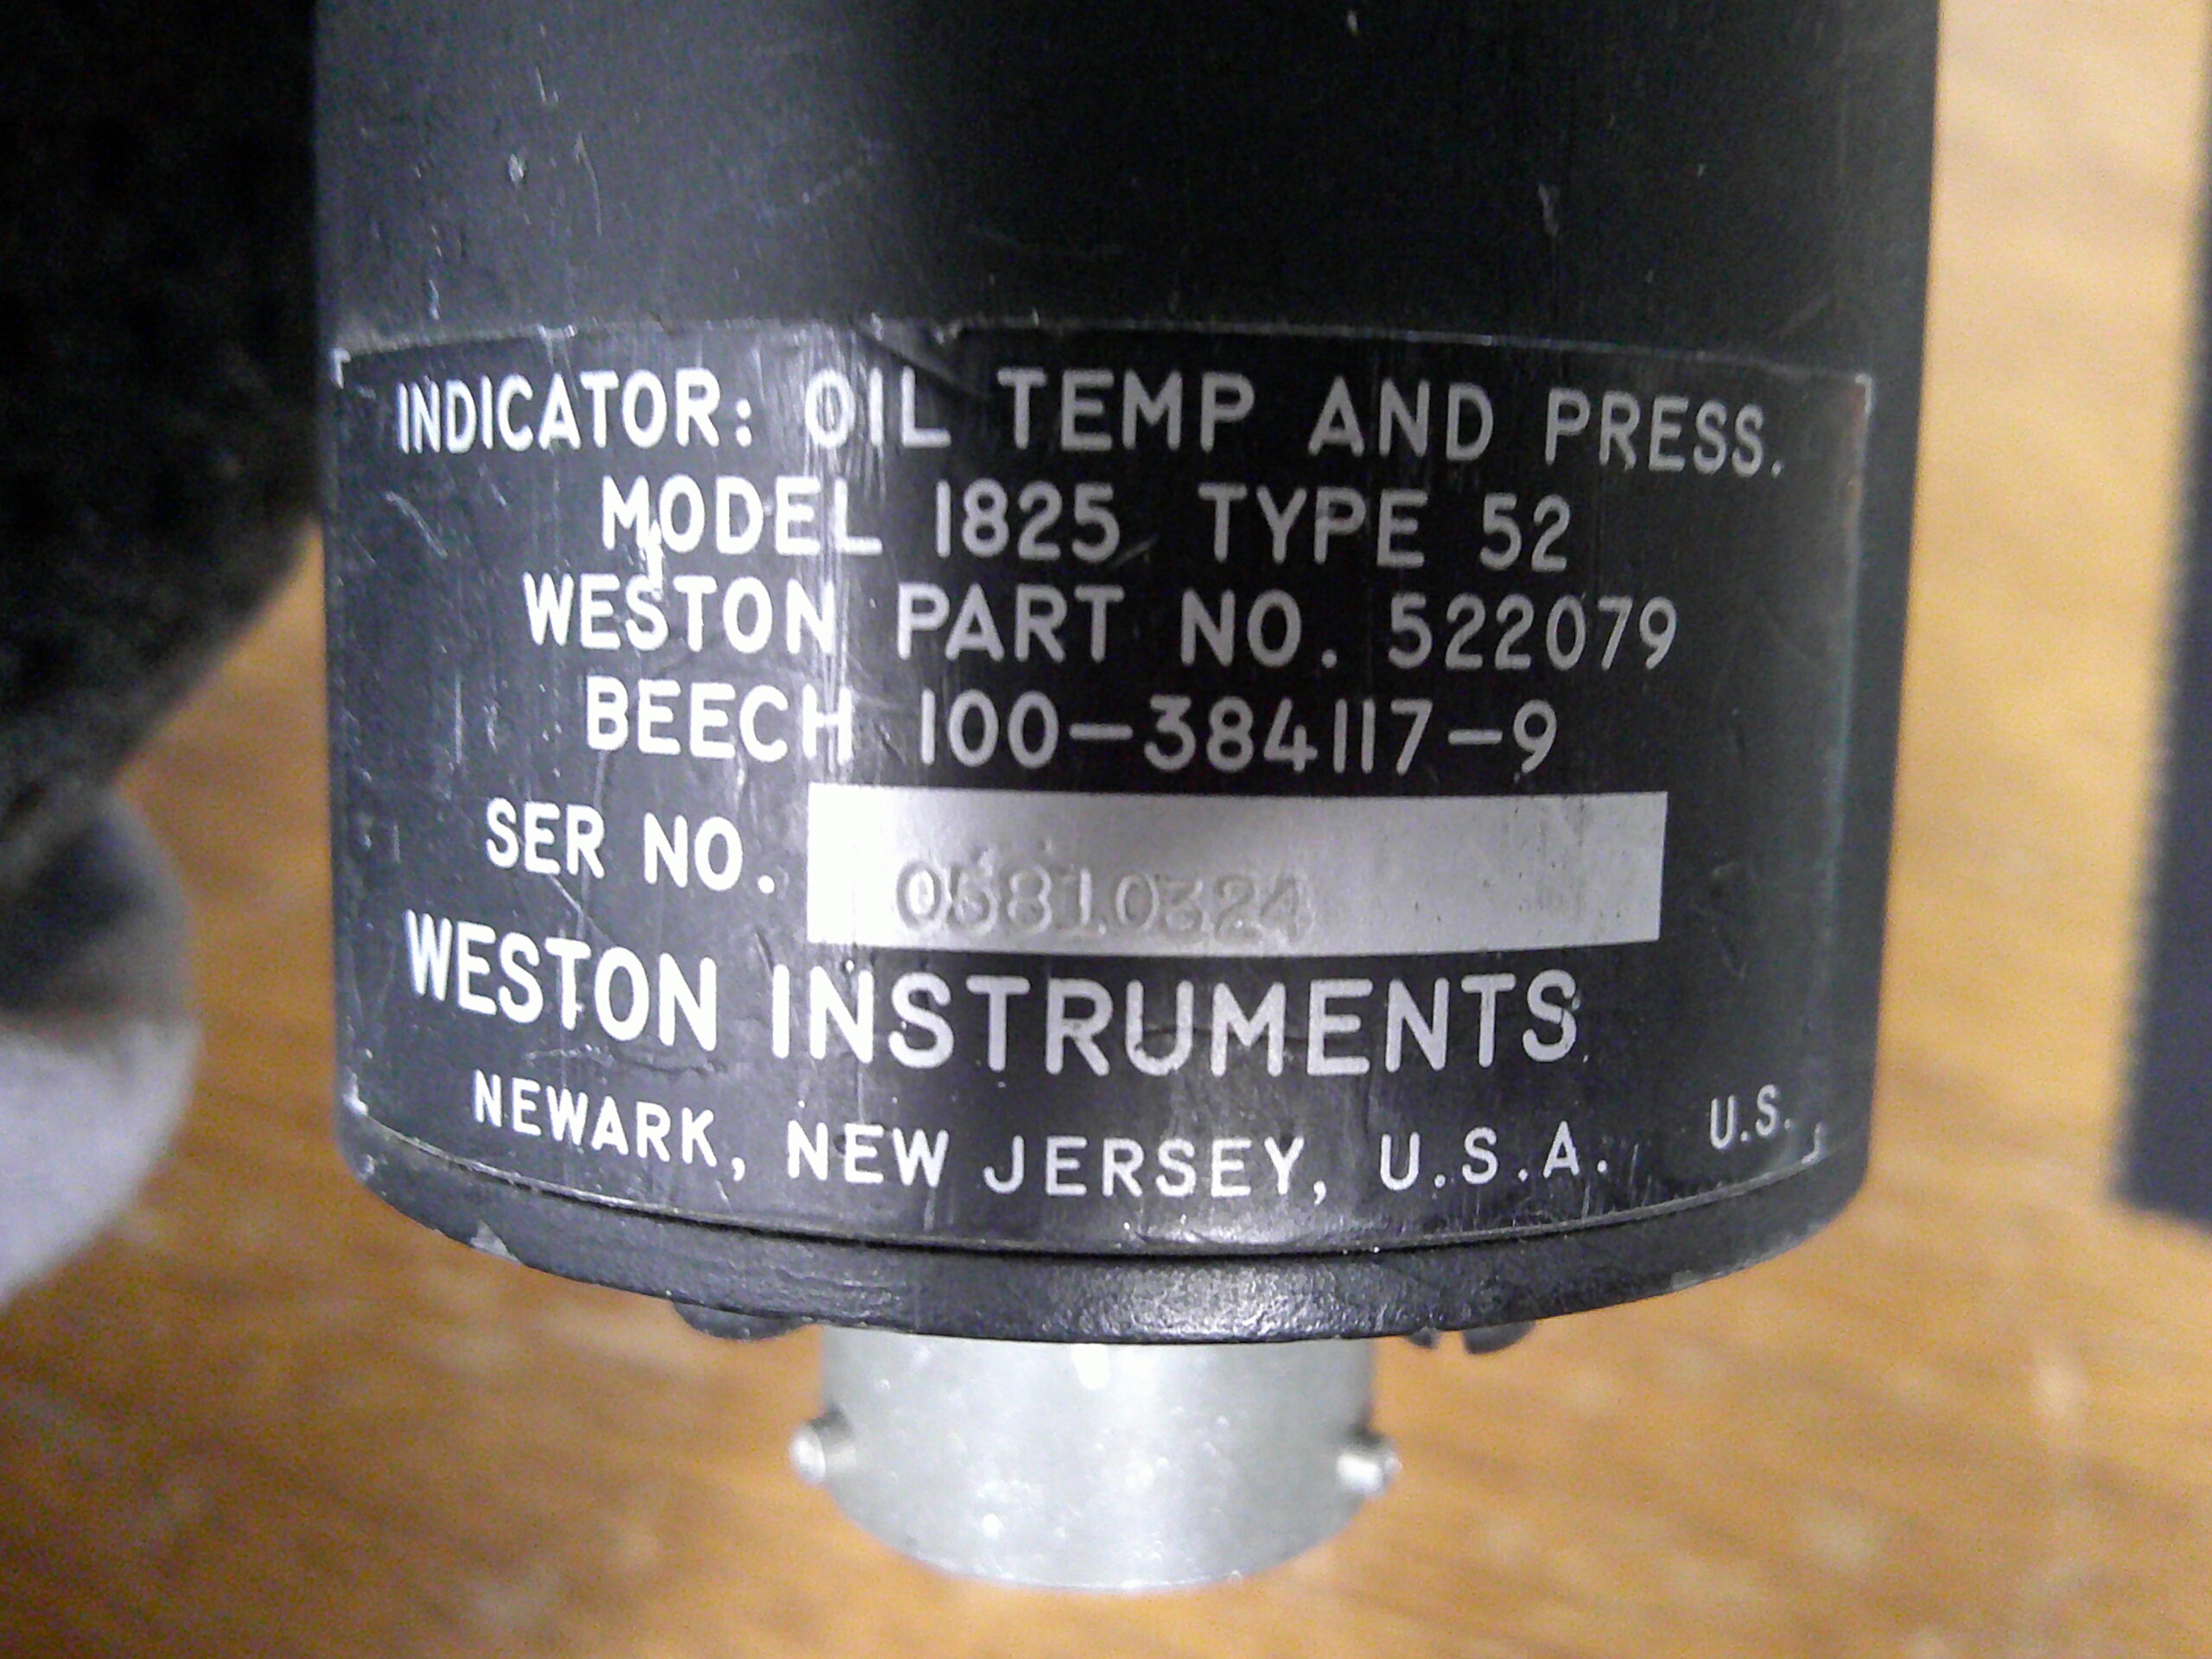 INDICATOR: OIL TEMP AND PRESS.
MODEL 1825 TYPE 52
WESTON PART NO. 522079
BEECH 100-384117-9
SER NO. 05810324
WESTON INSTRUMENTS
NEWARK, NEW JERSEY, U.S.A. U.S.